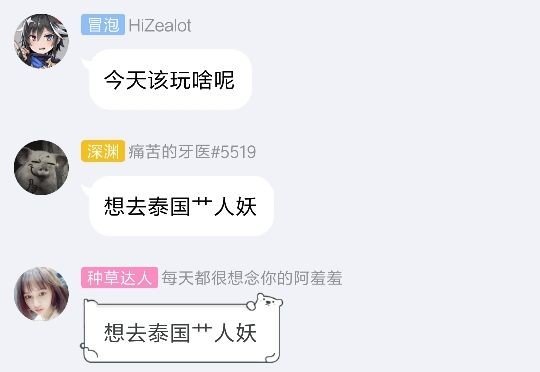 冒泡 HiZealot
今天该玩啥呢
深渊 痛苦的牙医#5519
想去泰国艹人妖
种草达人 每天都很想念你的阿羞羞
想去泰国艹人妖